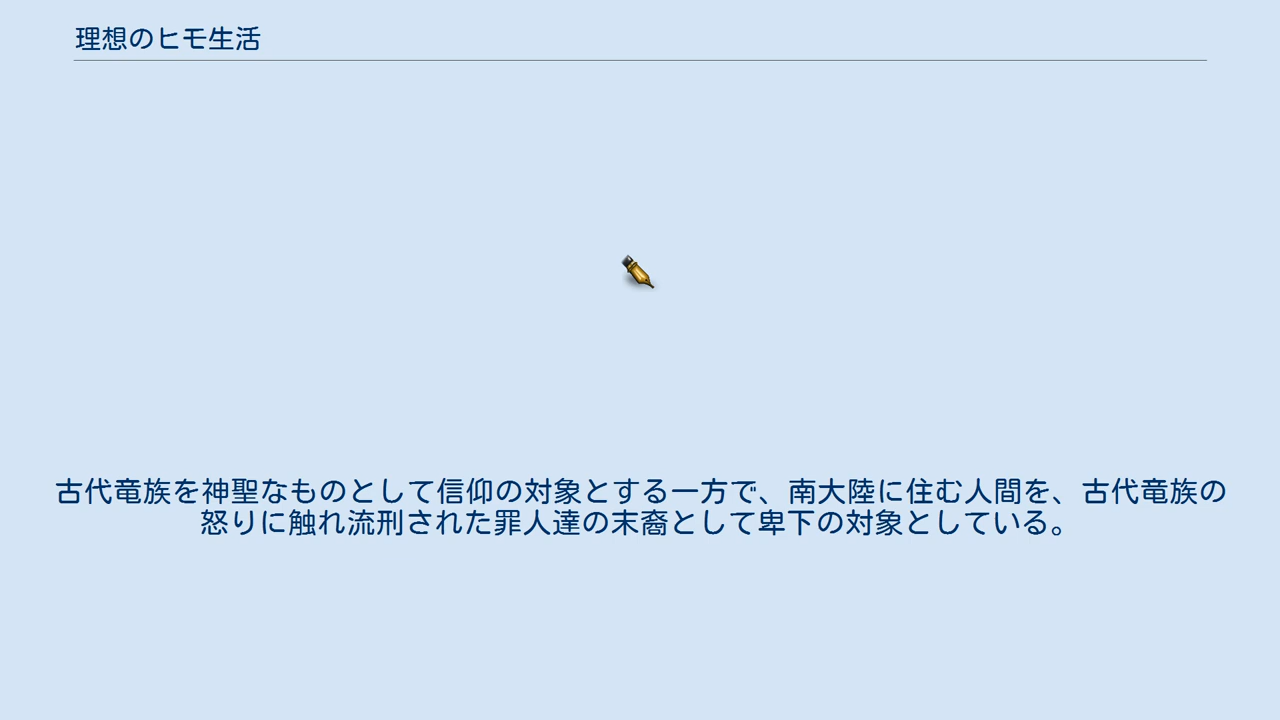 理想のヒモ生活
古代竜族を神聖なものとして信仰の対象とする一方で、南大陸に住む人間を、古代竜族の
怒りに触れ流刑された罪人達の末裔として卑下の対象としている。